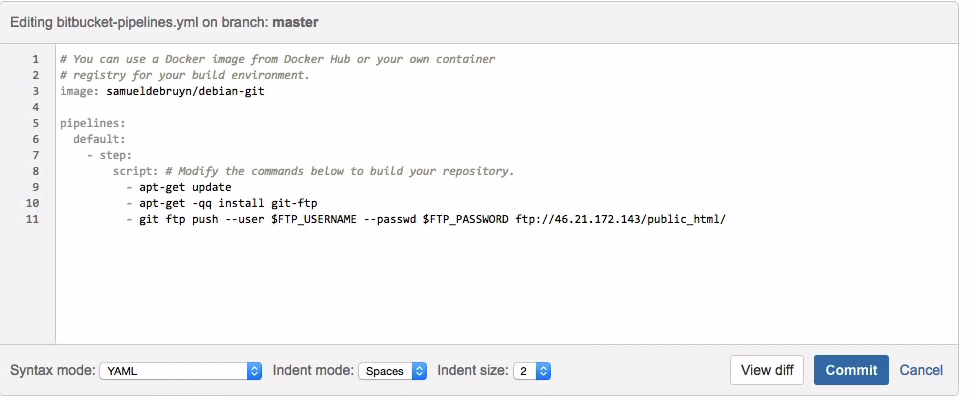 Editing bitbucket-pipelines.yml on branch: master
1 # You can use a Docker image from Docker Hub or your own container
2 # registry for your build environment.
3 image: samueldebruyn/debian-git
4
5 pipelines:
6   default:
7     - step:
8         script: # Modify the commands below to build your repository.
9           - apt-get update
10           - apt-get -qq install git-ftp
11           - git ftp push --user $FTP_USERNAME --passwd $FTP_PASSWORD ftp://46.21.172.143/public_html/
Syntax mode: YAML Indent mode: Spaces Indent size: 2 View diff Commit Cancel